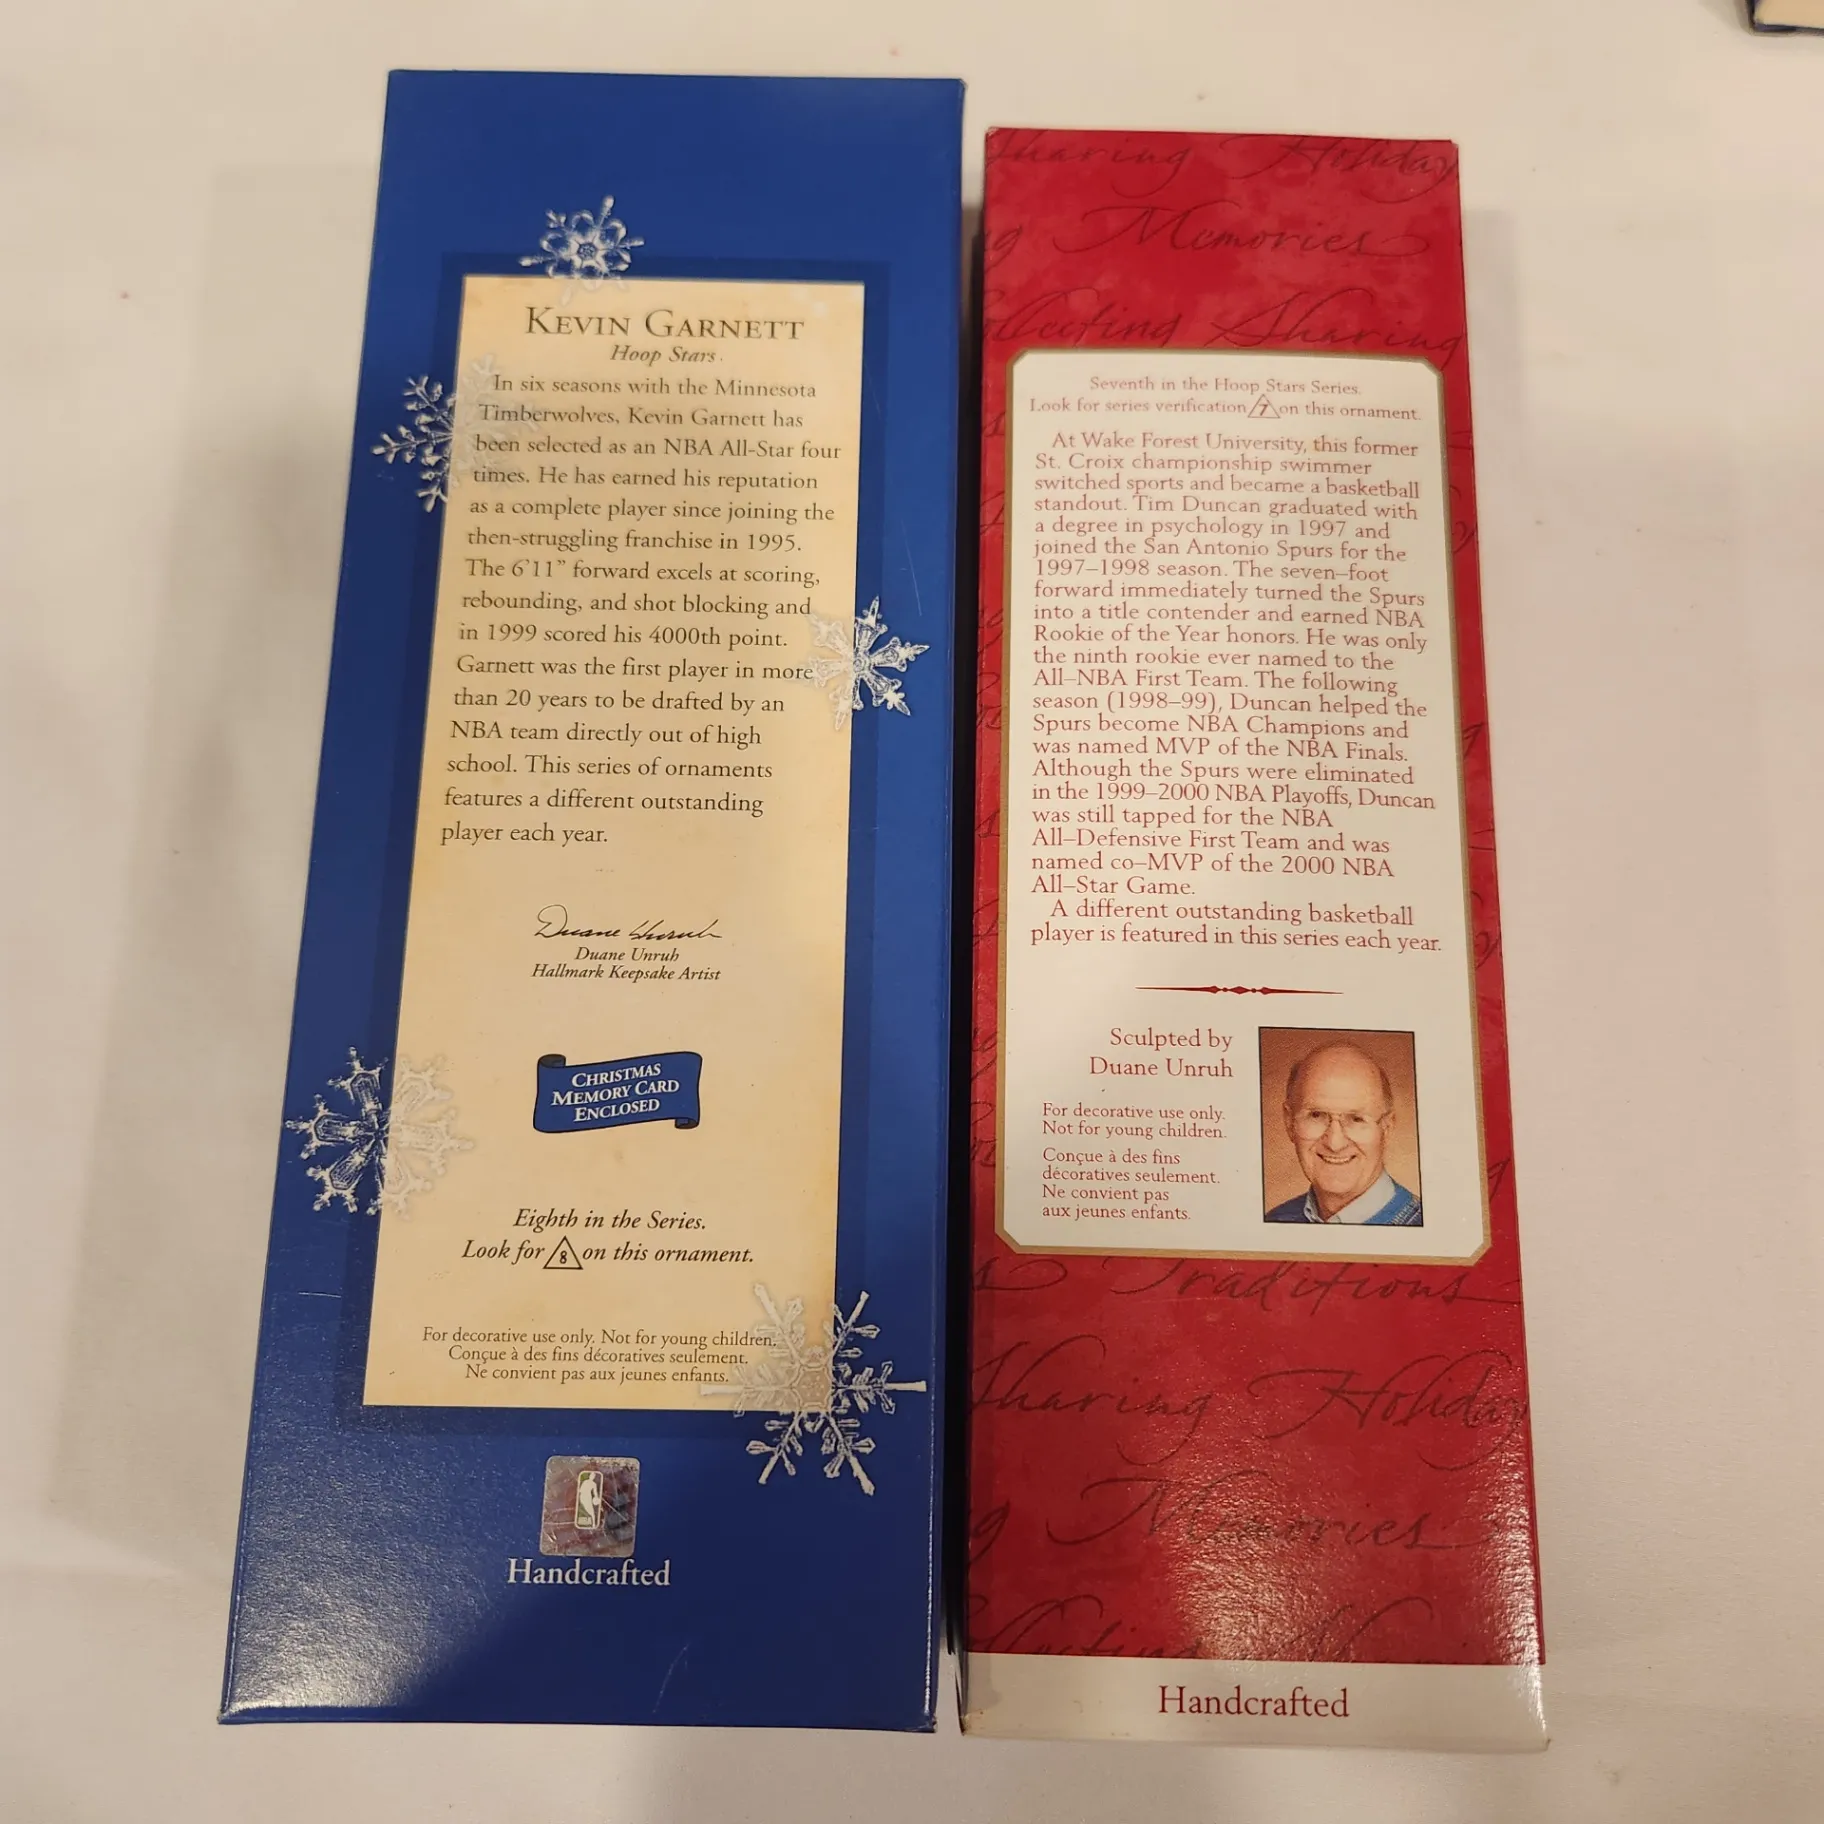 KEVIN GARNETT
Hoop Stars
In six seasons with the Minnesota
Timberwolves, Kevin Garnett has
been selected as an NBA All-Star four
times. He has earned his reputation
as a complete player since joining the
then-struggling franchise in 1995.
The 6'11" forward excels at scoring,
rebounding, and shot blocking and
in 1999 scored his 4000th point.
Garnett was the first player in more
than 20 years to be drafted by an
NBA team directly out of high
school. This series of ornaments
features a different outstanding
player each year.
Duane Unruh
Duane Unruh
Hallmark Keepsake Artist
CHRISTMAS
MEMORY CARD
ENCLOSED
Eighth in the Series.
Look for 8 on this ornament.
For decorative use only. Not for young children.
Conçue à des fins décoratives seulement.
Ne convient pas aux jeunes enfants.
NBA
Handcrafted
Sharing Holiday
Memories
Collecting Sharing
Seventh in the Hoop Stars Series.
Look for series verification 7 on this ornament.
At Wake Forest University, this former
St. Croix championship swimmer
switched sports and became a basketball
standout. Tim Duncan graduated with
a degree in psychology in 1997 and
joined the San Antonio Spurs for the
1997–1998 season. The seven–foot
forward immediately turned the Spurs
into a title contender and earned NBA
Rookie of the Year honors. He was only
the ninth rookie ever named to the
All–NBA First Team. The following
season (1998–99), Duncan helped the
Spurs become NBA Champions and
was named MVP of the NBA Finals.
Although the Spurs were eliminated
in the 1999–2000 NBA Playoffs, Duncan
was still tapped for the NBA
All–Defensive First Team and was
named co–MVP of the 2000 NBA
All–Star Game.
A different outstanding basketball
player is featured in this series each year.
Sculpted by
Duane Unruh
For decorative use only.
Not for young children.
Conçue à des fins
décoratives seulement.
Ne convient pas
aux jeunes enfants.
Traditions
Sharing Holiday
Memories
Handcrafted